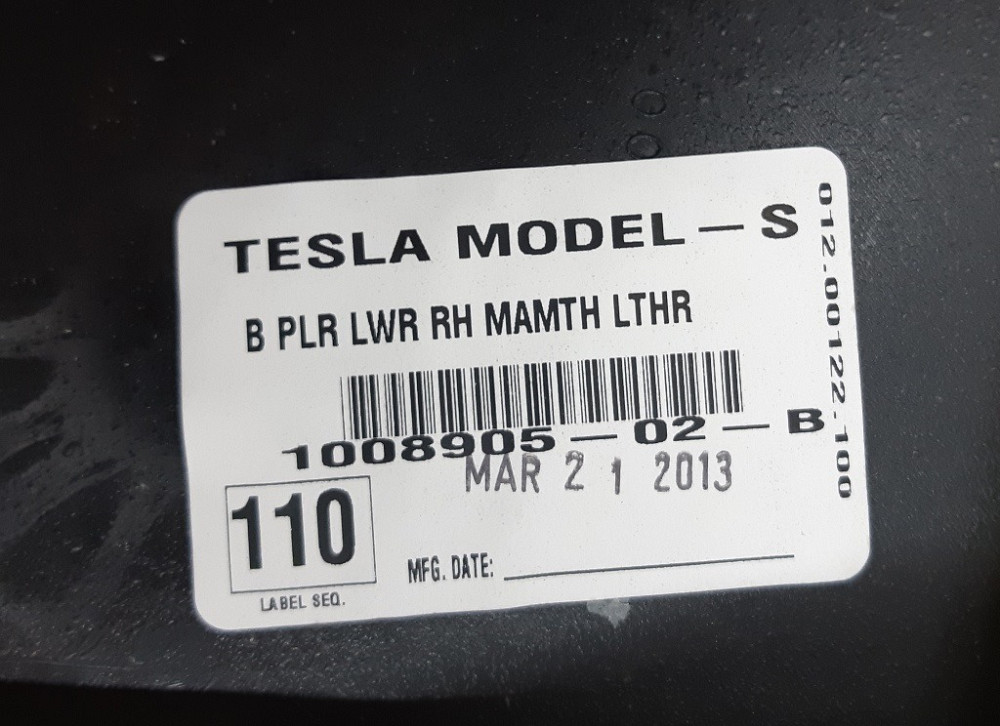 TESLA MODEL – S
B PLR LWR RH MAMTH LTHR
1008905 – 02 – B
MAR 2 1 2013
110
LABEL SEQ.
MFG. DATE:
012.00122.100